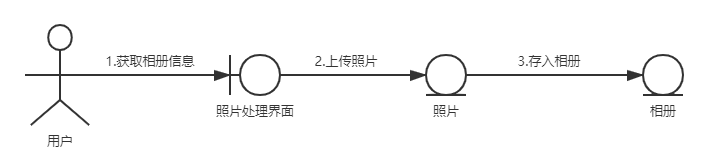 1.获取相册信息
2.上传照片
3.存入相册
用户
照片处理界面
照片
相册